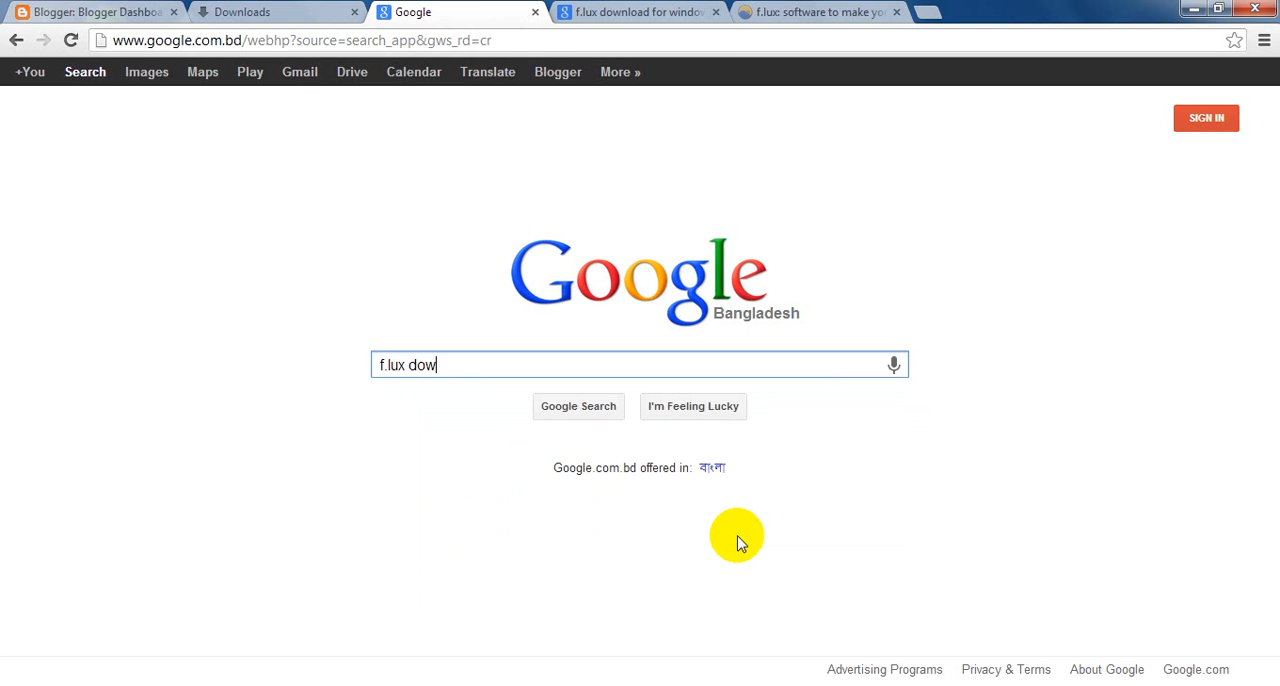 Blogger: Blogger Dashboa
Downloads
Google
f.lux download for window
f.lux: software to make yo
www.google.com.bd/webhp?source=search_app&gws_rd=cr
+You Search Images Maps Play Gmail Drive Calendar Translate Blogger More »
SIGN IN
Google
Bangladesh
f.lux dow
Google Search
I'm Feeling Lucky
Google.com.bd offered in: বাংলা
Advertising Programs Privacy & Terms About Google Google.com